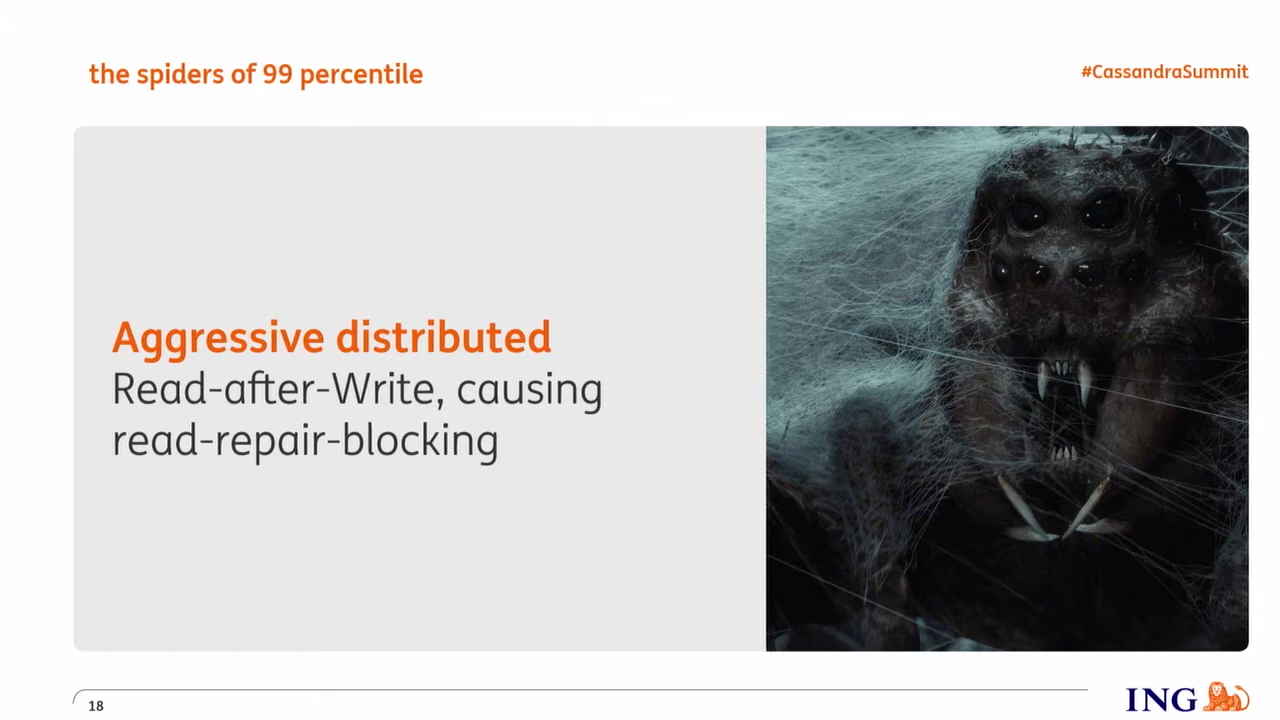 the spiders of 99 percentile
#CassandraSummit
Aggressive distributed
Read-after-Write, causing
read-repair-blocking
18
ING